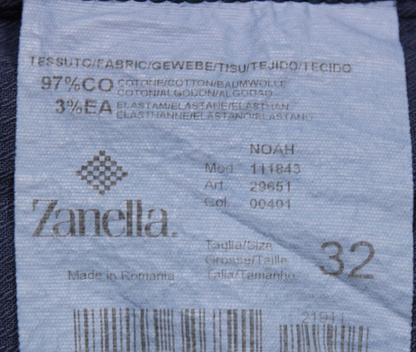 TESSUTO/FABRIC/GEWEBE/TISU/TEJIDO/TECIDO
97%CO COTONE/COTTON/BAUMWOLLE
COTON/ALGODON/ALGODAO
3%EA ELASTAM/ELASTANE/ELASTHAN
ELASTHANNE/ELASTANO/ELASTANO
NOAH
Mod. 111843
Art. 29651
Col. 00401
Zanella.
Taglia/Size
Grosse/Taille
Talla/Tamanho
32
Made in Romania